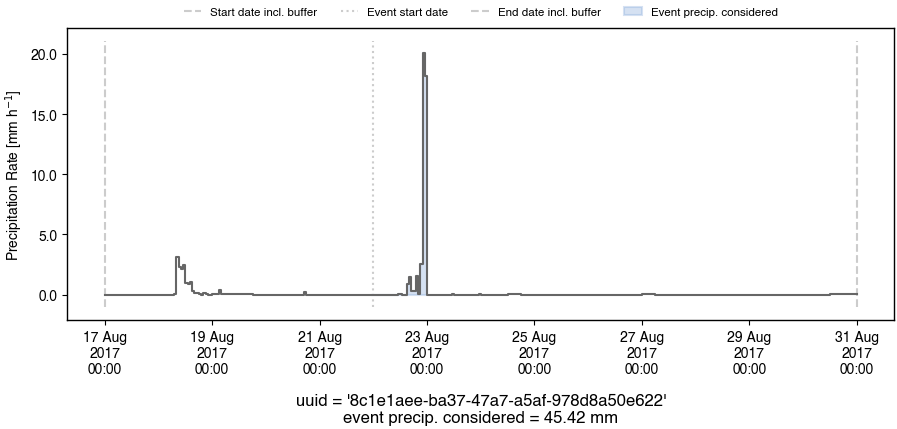 Start date incl. buffer Event start date End date incl. buffer Event precip. considered
Precipitation Rate [mm h⁻¹]
20.0
15.0
10.0
5.0
0.0
17 Aug 19 Aug 21 Aug 23 Aug 25 Aug 27 Aug 29 Aug 31 Aug
2017 2017 2017 2017 2017 2017 2017 2017
00:00 00:00 00:00 00:00 00:00 00:00 00:00 00:00
uuid = '8c1e1aee-ba37-47a7-a5af-978d8a50e622'
event precip. considered = 45.42 mm